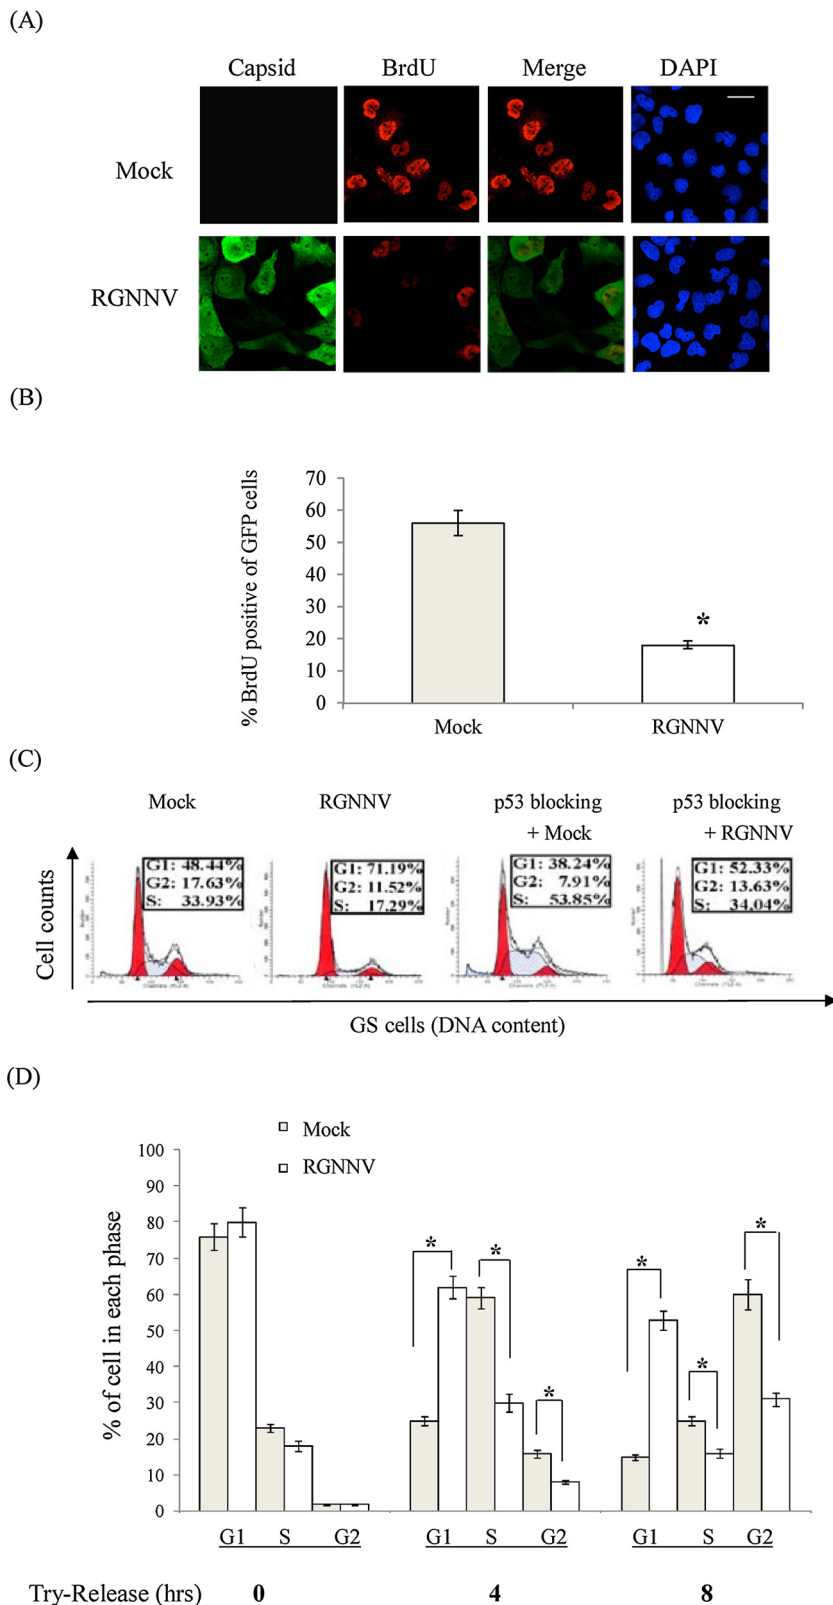 (A)
Capsid BrdU Merge DAPI
Mock
RGNNV
(B)
% BrdU positive of GFP cells
70
60
50
40
30
20
10
0
*
Mock RGNNV
(C)
Mock RGNNV p53 blocking p53 blocking
+ Mock + RGNNV
Cell counts
G1: 48.44% G1: 71.19% G1: 38.24% G1: 52.33%
G2: 17.63% G2: 11.52% G2: 7.91% G2: 13.63%
S: 33.93% S: 17.29% S: 53.85% S: 34.04%
GS cells (DNA content)
(D)
% of cell in each phase
100
90
80
70
60
50
40
30
20
10
0
Mock
RGNNV
* * * * * *
G1 S G2 G1 S G2 G1 S G2
Try-Release (hrs) 0 4 8